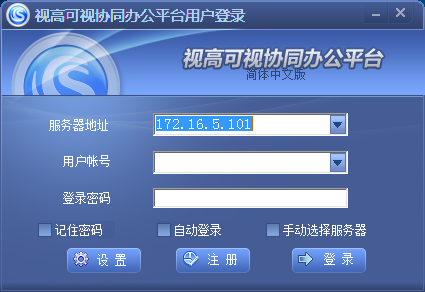 视高可视协同办公平台用户登录
视高可视协同办公平台
简体中文版
服务器地址 172.16.5.101
用户帐号
登录密码
记住密码 自动登录 手动选择服务器
设 置 注 册 登 录